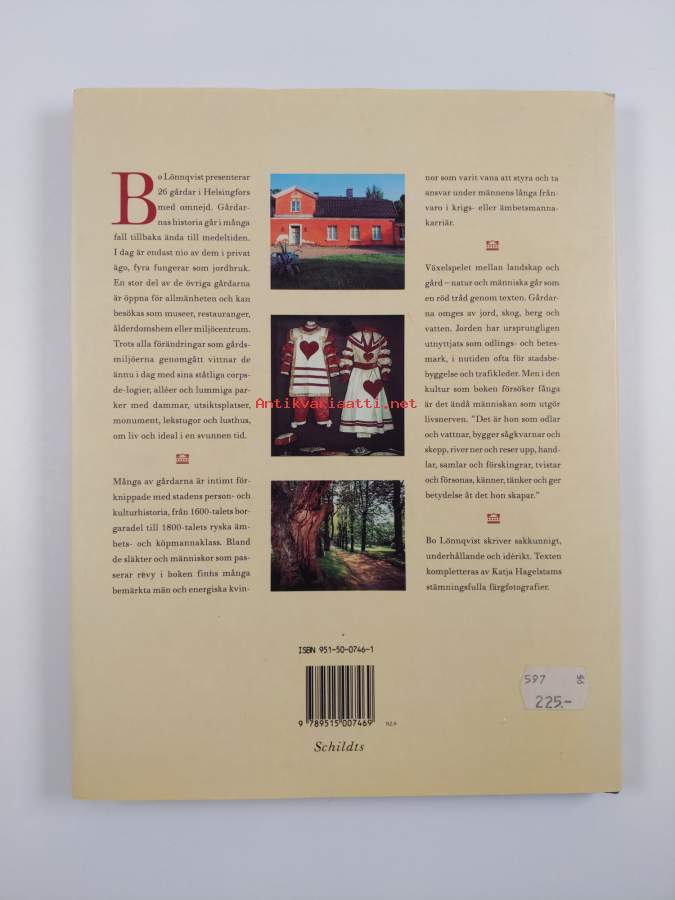 Bo Lönnqvist presenterar
26 gårdar i Helsingfors
med omnejd. Gårdar-
nas historia går i många
fall tillbaka ända till medeltiden.
I dag är endast nio av dem i privat
ägo, fyra fungerar som jordbruk.
En stor del av de övriga gårdarna
är öppna för allmänheten och kan
besökas som museer, restauranger,
ålderdomshem eller miljöcentrum.
Trots alla förändringar som gårds-
miljöerna genomgått vittnar de
ännu i dag med sina ståtliga corps-
de-logier, alléer och lummiga par-
ker med dammar, utsiktsplatser,
monument, lekstugor och lusthus,
om liv och ideal i en svunnen tid.
Många av gårdarna är intimt för-
knippade med stadens person- och
kulturhistoria, från 1600-talets bor-
garadel till 1800-talets ryska äm-
bets- och köpmannaklass. Bland
de släkter och människor som pas-
serar revy i boken finns många
bemärkta män och energiska kvin-
nor som varit vana att styra och ta
ansvar under männens långa från-
varo i krigs- eller ämbetsmanna-
karriär.
Växelspelet mellan landskap och
gård – natur och människa går som
en röd tråd genom texten. Gårdar-
na omges av jord, skog, berg och
vatten. Jorden har ursprungligen
utnyttjats som odlings- och betes-
mark, i nutiden ofta för stadsbe-
byggelse och trafikleder. Men i den
kultur som boken försöker fånga
är det ändå människan som utgör
livsnerven. "Det är hon som odlar
och vattnar, bygger sågkvarnar och
skepp, river ner och reser upp, hand-
lar, samlar och förskingrar, tvistar
och försonas, känner, tänker och ger
betydelse åt det hon skapar."
Bo Lönnqvist skriver sakkunnigt,
underhållande och idérikt. Texten
kompletteras av Katja Hagelstams
stämningsfulla färgfotografier.
Antikvariaatti.net
ISBN 951-50-0746-1
9 789515 007469
Schildts
597
225.-